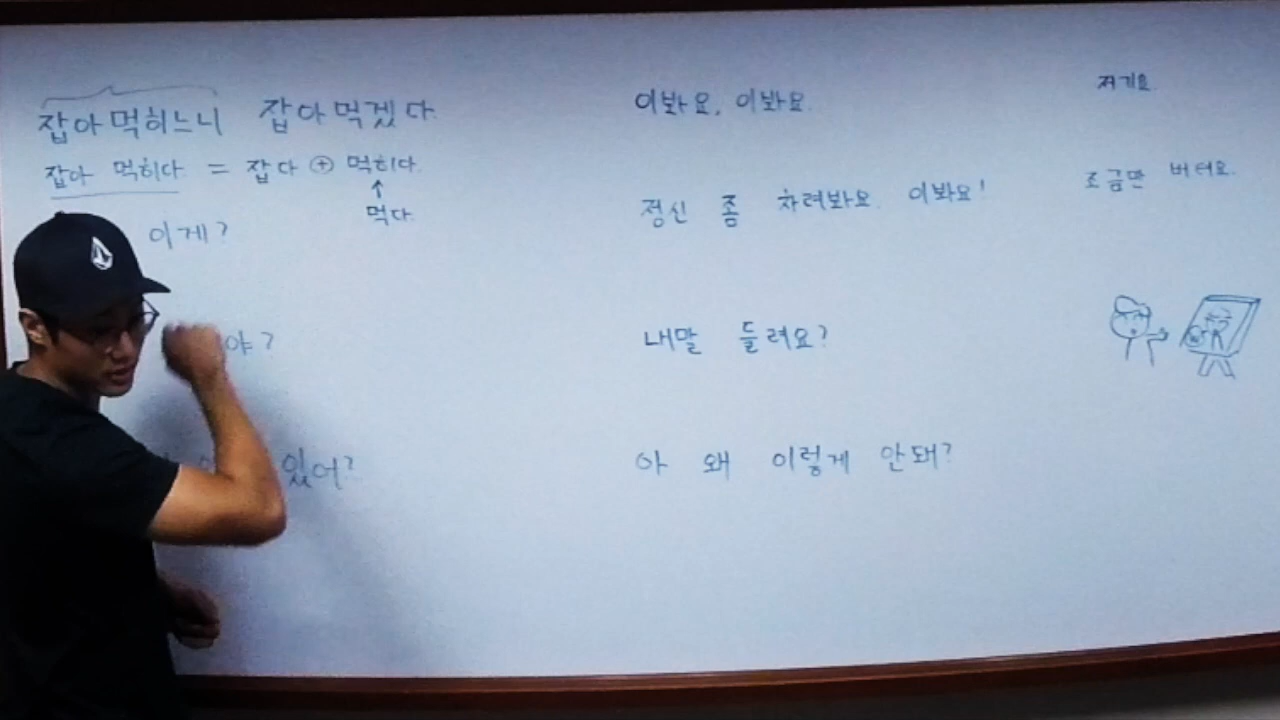 잡아먹히느니 잡아먹겠다.
잡아 먹히다 = 잡다 ⊕ 먹히다.
↑
먹다.
이게?
야?
있어?
이봐요, 이봐요.
정신 좀 차려봐요. 이봐요!
내말 들려요?
아 왜 이렇게 안돼?
저기요.
조금만 버텨요.